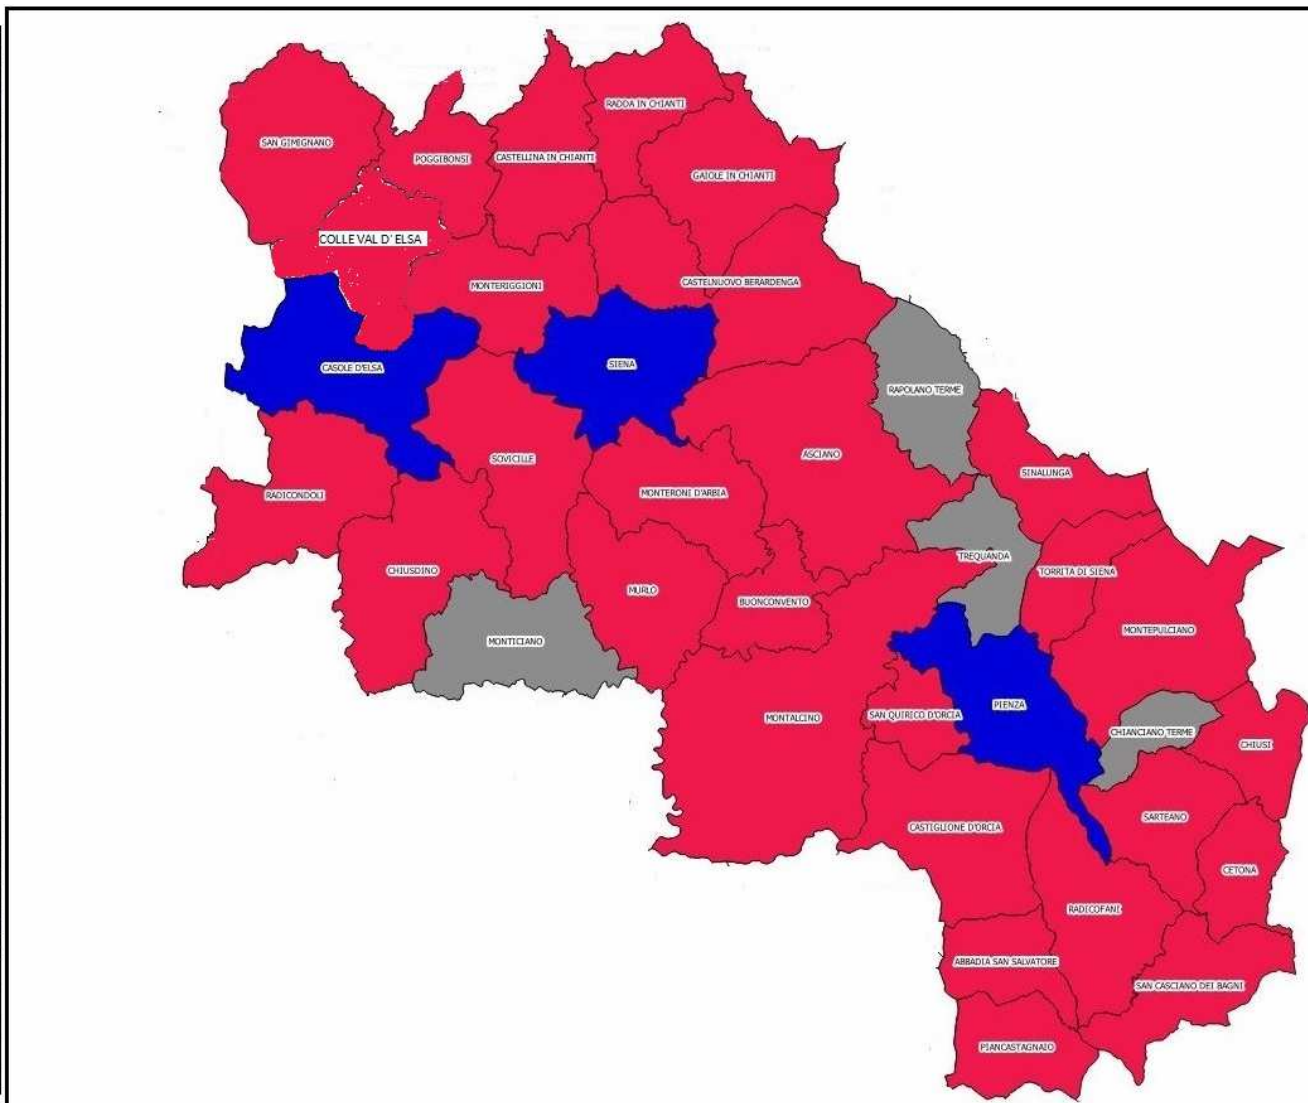 RADDA IN CHIANTI
SAN GIMIGNANO
POGGIBONSI
CASTELLINA IN CHIANTI
GAIOLE IN CHIANTI
COLLE VAL D' ELSA
MONTERIGGIONI
CASTELNUOVO BERARDENGA
CASOLE D'ELSA
SIENA
RAPOLANO TERME
SOVICILLE
ASCIANO
SINALUNGA
RADICONDOLI
MONTERONI D'ARBIA
TREQUANDA
CHIUSDINO
TORRITA DI SIENA
MURLO
BUONCONVENTO
MONTEPULCIANO
MONTICIANO
PIENZA
MONTALCINO
SAN QUIRICO D'ORCIA
CHIANCIANO TERME
CHIUSI
CASTIGLIONE D'ORCIA
SARTEANO
CETONA
RADICOFANI
ABBADIA SAN SALVATORE
SAN CASCIANO DEI BAGNI
PIANCASTAGNAIO